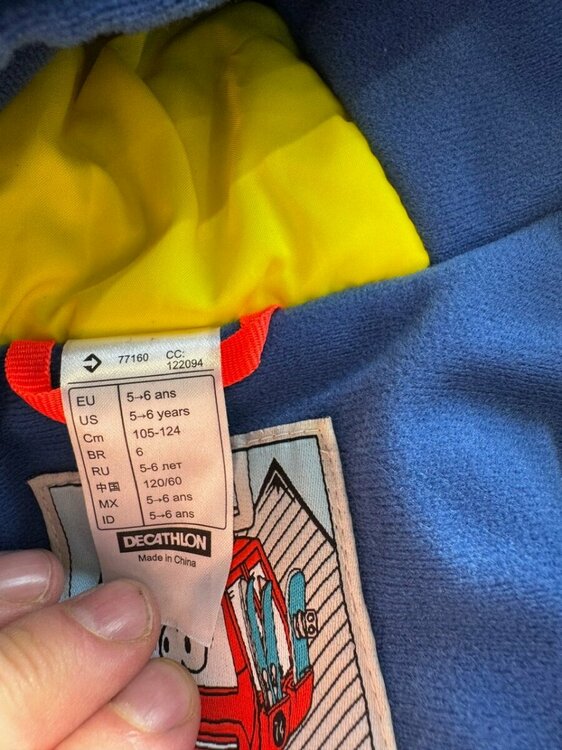 77160 CC: 122094
EU 5→6 ans
US 5→6 years
Cm 105-124
BR 6
RU 5-6 лет
中国 120/60
MX 5→6 ans
ID 5→6 ans
DECATHLON
Made in China